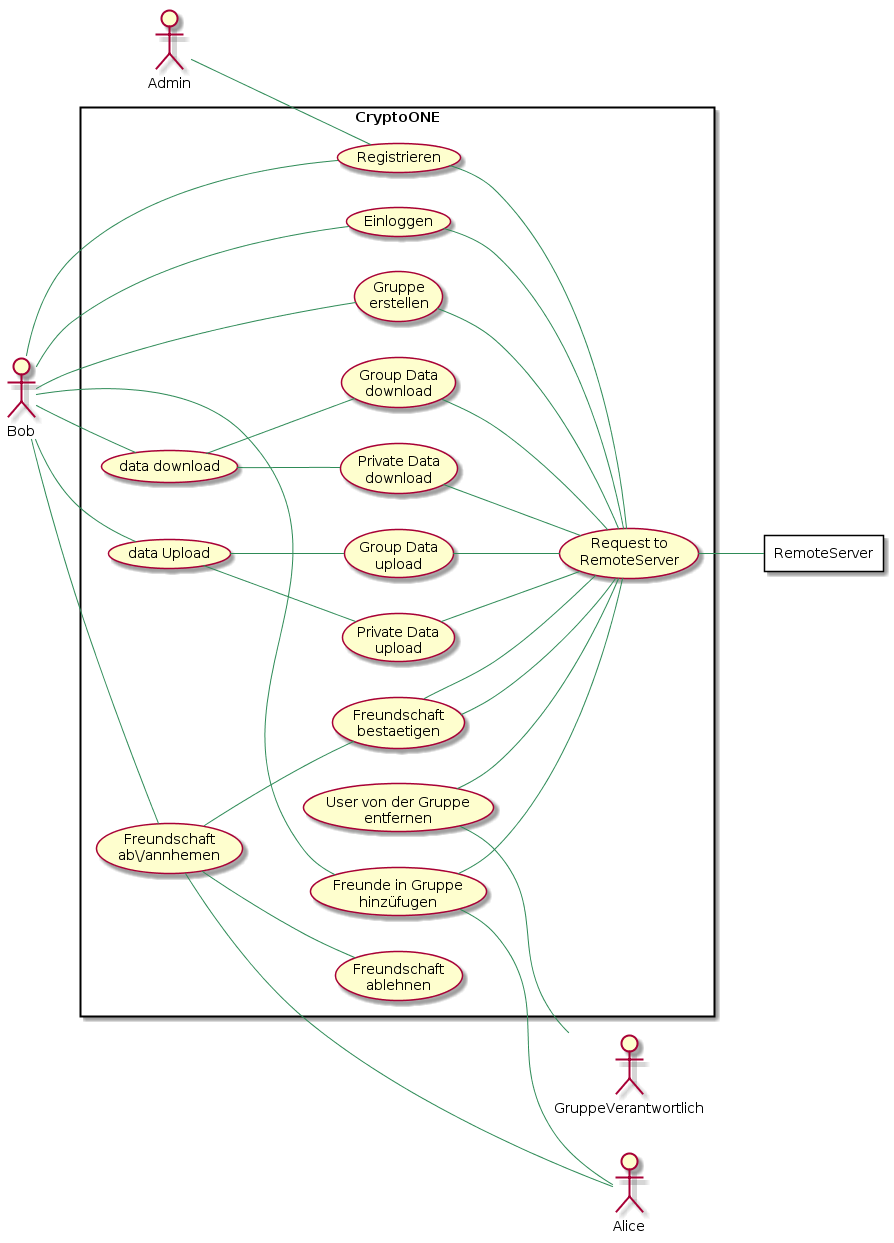 Admin
CryptoONE
Registrieren
Einloggen
Gruppe
erstellen
Group Data
download
Bob
data download
Private Data
download
data Upload
Group Data
upload
Request to
RemoteServer
RemoteServer
Private Data
upload
Freundschaft
bestaetigen
User von der Gruppe
entfernen
Freundschaft
ab\/annhemen
Freunde in Gruppe
hinzüfugen
Freundschaft
ablehnen
GruppeVerantwortlich
Alice